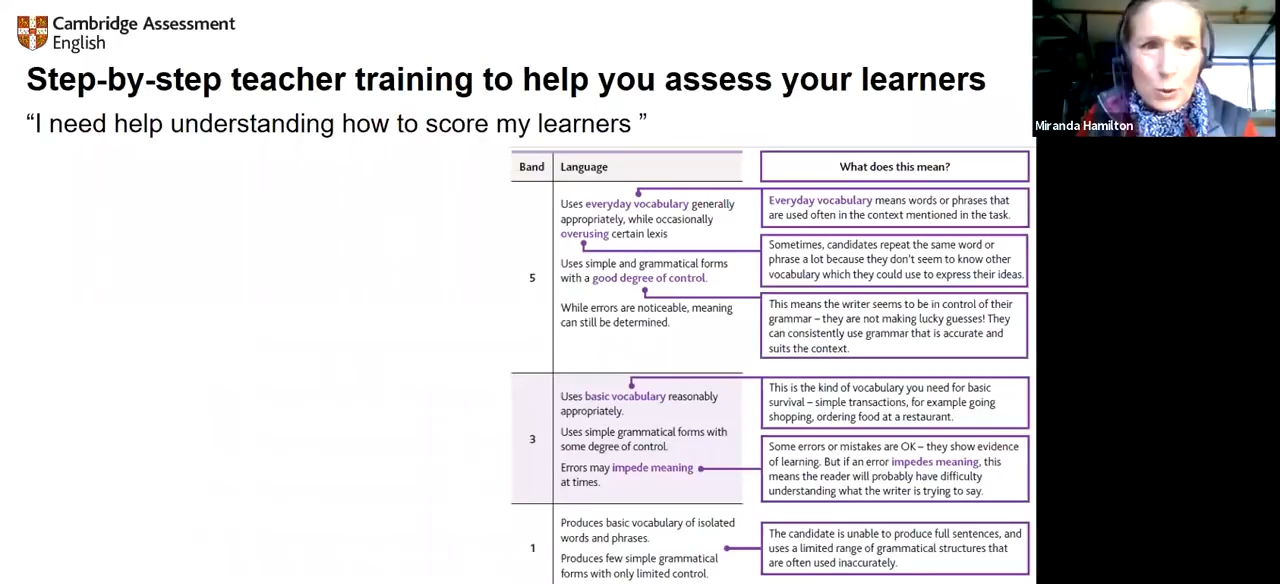 Cambridge Assessment
English
Step-by-step teacher training to help you assess your learners
“I need help understanding how to score my learners ”
Miranda Hamilton
Band
Language
What does this mean?
5
Uses everyday vocabulary generally
appropriately, while occasionally
overusing certain lexis
Uses simple and grammatical forms
with a good degree of control.
While errors are noticeable, meaning
can still be determined.
Everyday vocabulary means words or phrases that
are used often in the context mentioned in the task.
Sometimes, candidates repeat the same word or
phrase a lot because they don't seem to know other
vocabulary which they could use to express their ideas.
This means the writer seems to be in control of their
grammar – they are not making lucky guesses! They
can consistently use grammar that is accurate and
suits the context.
3
Uses basic vocabulary reasonably
appropriately.
Uses simple grammatical forms with
some degree of control.
Errors may impede meaning
at times.
This is the kind of vocabulary you need for basic
survival – simple transactions, for example going
shopping, ordering food at a restaurant.
Some errors or mistakes are OK – they show evidence
of learning. But if an error impedes meaning, this
means the reader will probably have difficulty
understanding what the writer is trying to say.
1
Produces basic vocabulary of isolated
words and phrases.
Produces few simple grammatical
forms with only limited control.
The candidate is unable to produce full sentences, and
uses a limited range of grammatical structures that
are often used inaccurately.